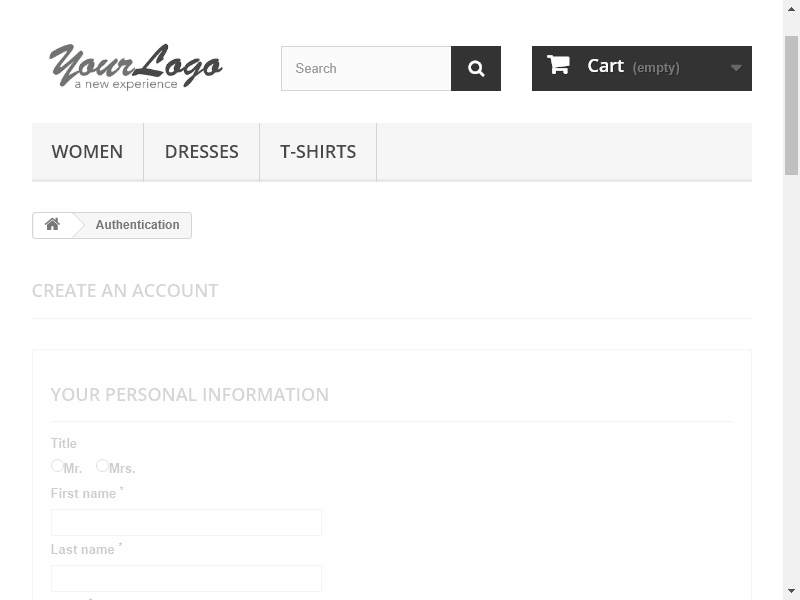 YourLogo
a new experience
Search
Cart (empty)
WOMEN DRESSES T-SHIRTS
Authentication
CREATE AN ACCOUNT
YOUR PERSONAL INFORMATION
Title
Mr. Mrs.
First name *
Last name *